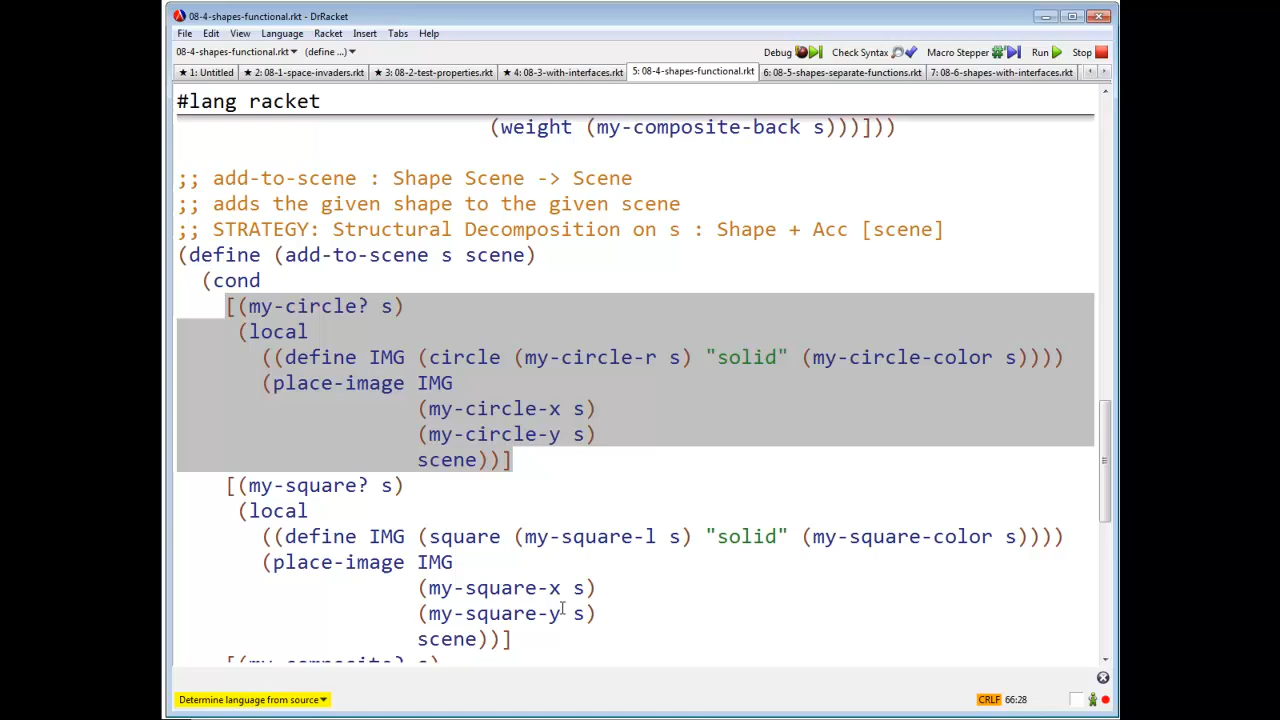 08-4-shapes-functional.rkt - DrRacket
File Edit View Language Racket Insert Tabs Help
08-4-shapes-functional.rkt▾ (define ...)▾ Debug Check Syntax Macro Stepper Run Stop
★ 1: Untitled ★ 2: 08-1-space-invaders.rkt ★ 3: 08-2-test-properties.rkt ★ 4: 08-3-with-interfaces.rkt 5: 08-4-shapes-functional.rkt 6: 08-5-shapes-separate-functions.rkt 7: 08-6-shapes-with-interfaces.rkt
#lang racket
(weight (my-composite-back s)))]))
;; add-to-scene : Shape Scene -> Scene
;; adds the given shape to the given scene
;; STRATEGY: Structural Decomposition on s : Shape + Acc [scene]
(define (add-to-scene s scene)
(cond
[(my-circle? s)
(local
((define IMG (circle (my-circle-r s) "solid" (my-circle-color s))))
(place-image IMG
(my-circle-x s)
(my-circle-y s)
scene))]
[(my-square? s)
(local
((define IMG (square (my-square-l s) "solid" (my-square-color s))))
(place-image IMG
(my-square-x s)
(my-square-y s)
scene))]
[(my-composite? s)
Determine language from source▾ CRLF 66:28